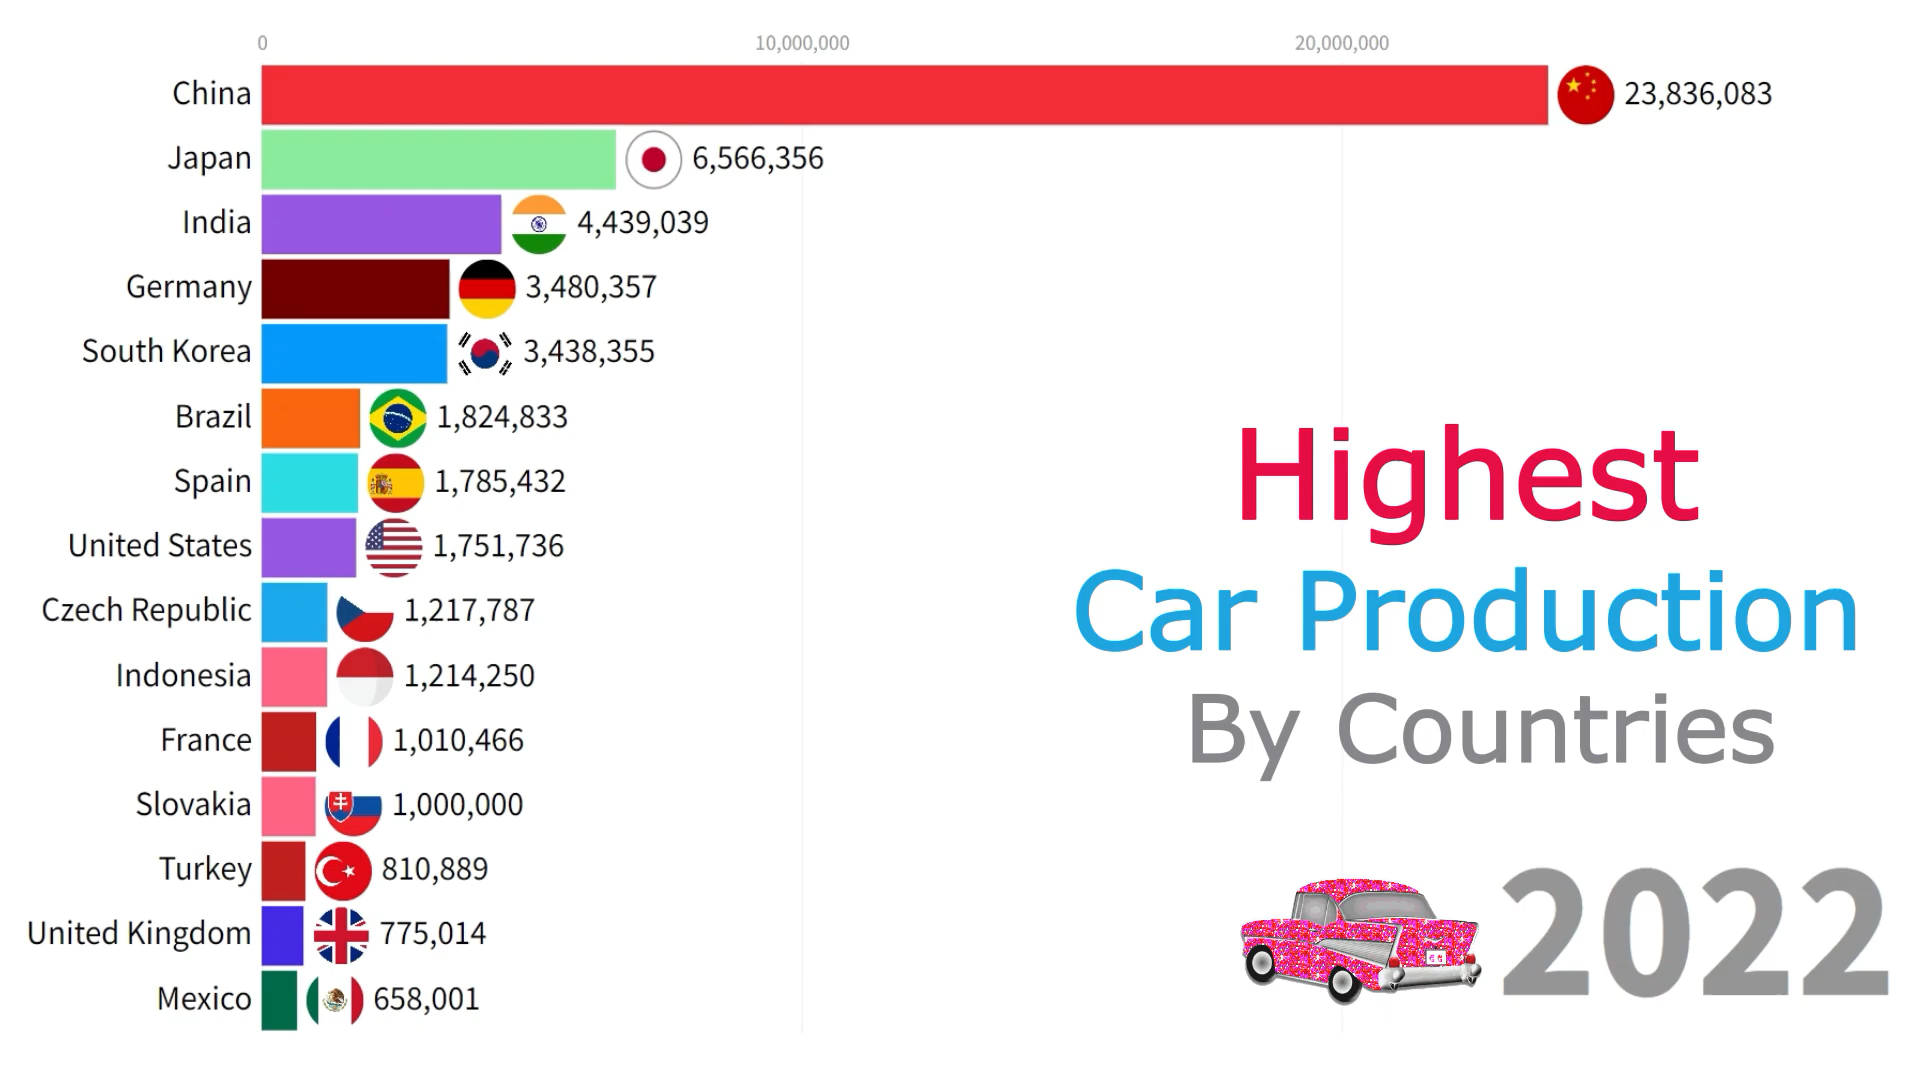 0 10,000,000 20,000,000
China 23,836,083
Japan 6,566,356
India 4,439,039
Germany 3,480,357
South Korea 3,438,355
Brazil 1,824,833
Spain 1,785,432
United States 1,751,736
Czech Republic 1,217,787
Indonesia 1,214,250
France 1,010,466
Slovakia 1,000,000
Turkey 810,889
United Kingdom 775,014
Mexico 658,001
Highest
Car Production
By Countries
2022